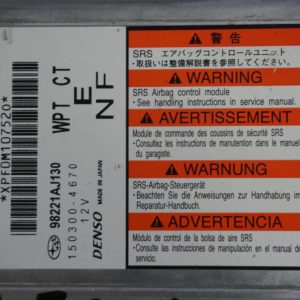 *XPF0M107520*
98221AJ130
150300-4670
12V
DENSO MADE IN JAPAN
WPT CT
E
NF
警告
SRS エアバッグコントロールユニット
・取扱いは整備解説書を参照してください。
WARNING
SRS Airbag control module
・See handling instructions in service manual.
AVERTISSEMENT
Module de commande des coussins de sécurité SRS
・Consultez les instructions de manutention dans le manuel
du garagiste.
WARNUNG
SRS-Airbag-Steuergerät
・Beachten Sie die Anweisungen zur Handhabung im
Reparatur-Handbuch.
ADVERTENCIA
Módulo de control de la bolsa de aire SRS
・Consulte las instrucciones de manipulación en el manual de